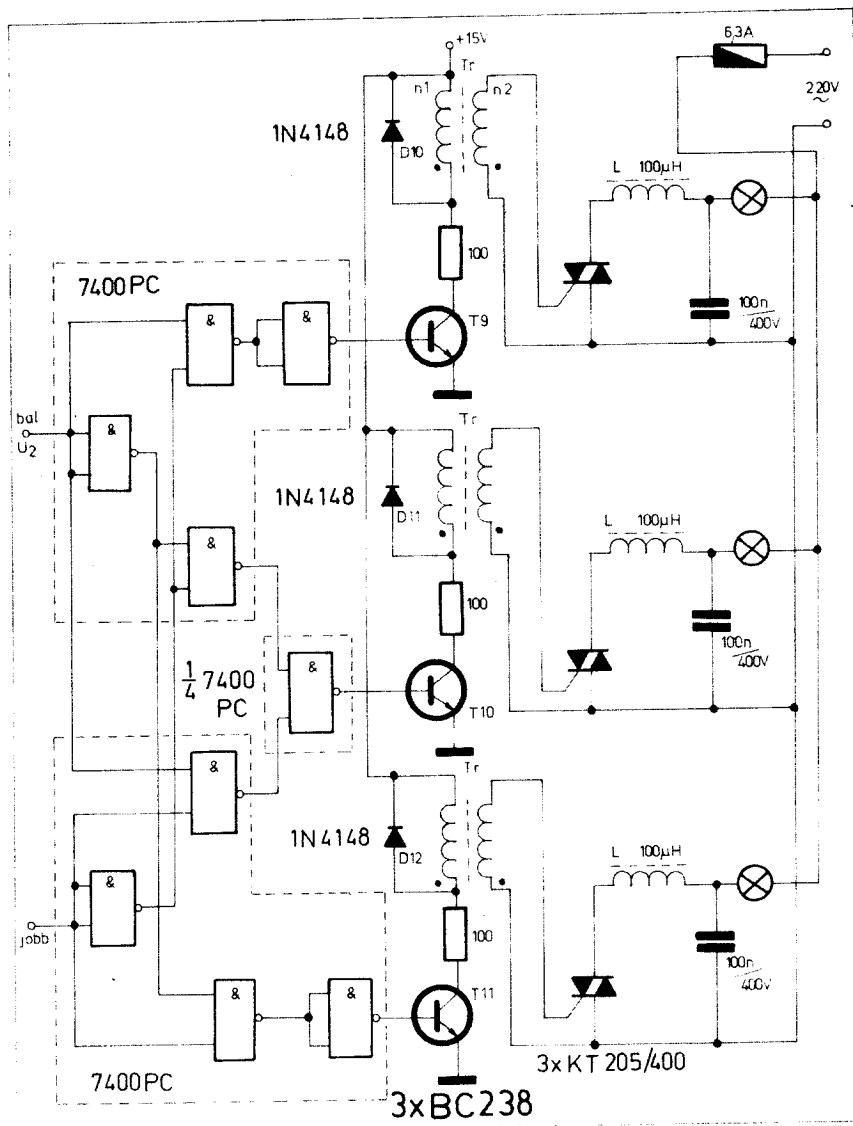 +15V
6,3A
Tr
n1
n2
220V
~
1N4148
D10
L 100µH
100
7400PC
&
&
T9
100n
/400V
bal
U2
&
Tr
1N4148
D11
L 100µH
&
100
100n
/400V
1/4 7400
PC
&
T10
Tr
&
1N4148
D12
L 100µH
&
100
jobb
100n
/400V
&
&
T11
3xKT205/400
7400PC
3xBC238